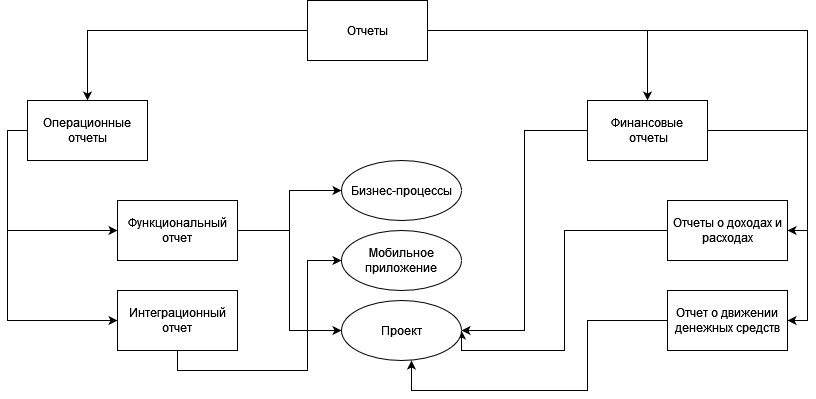 Отчеты
Операционные
отчеты
Финансовые
отчеты
Бизнес-процессы
Функциональный
отчет
Отчеты о доходах и
расходах
Мобильное
приложение
Интеграционный
отчет
Проект
Отчет о движении
денежных средств